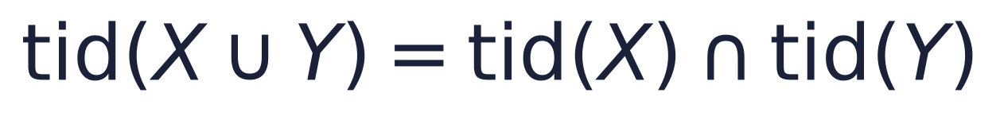 tid(X ∪ Y) = tid(X) ∩ tid(Y)